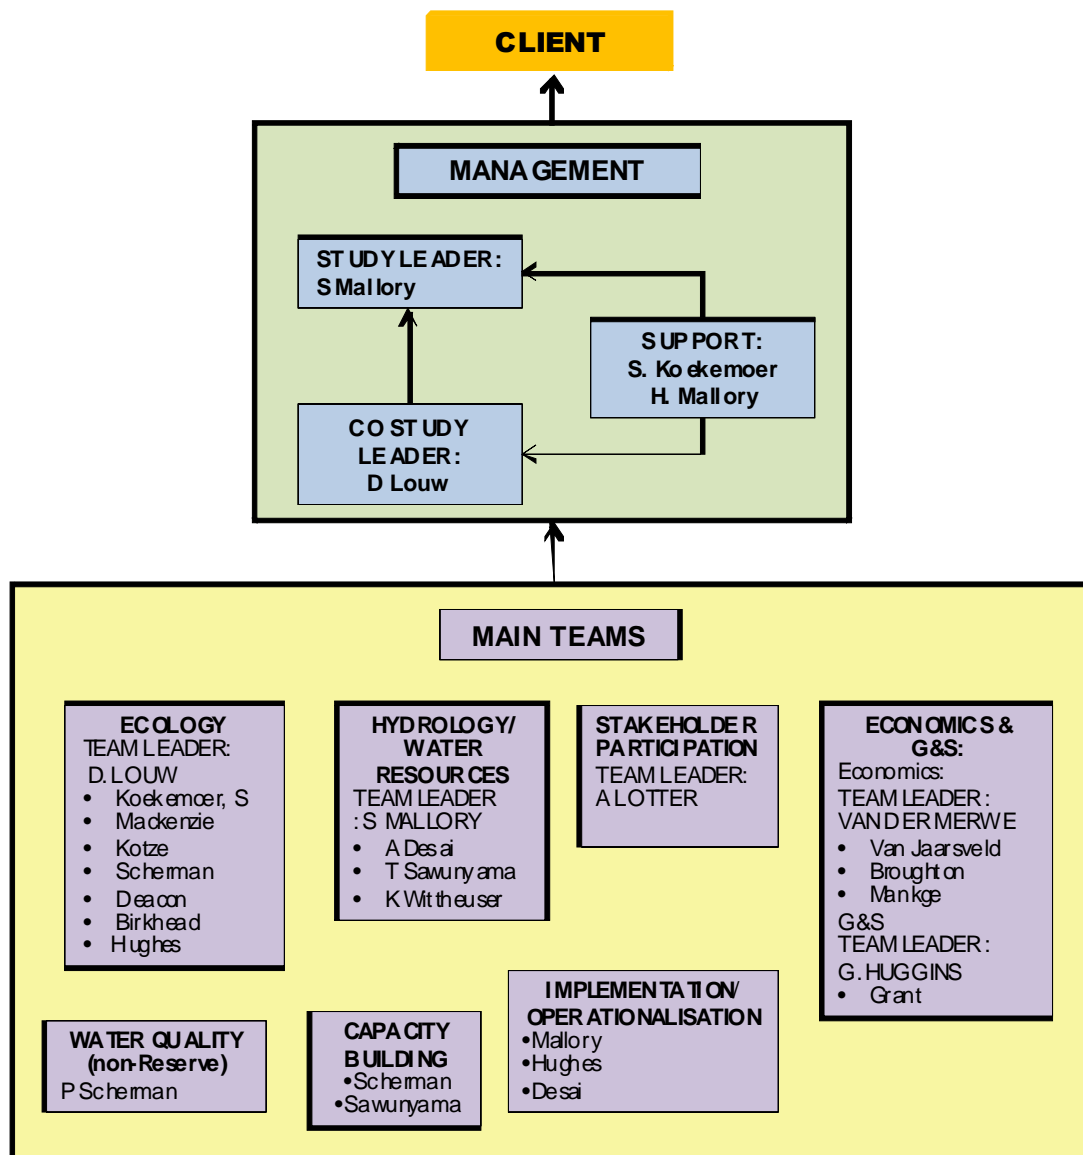 CLIENT
MANAGEMENT
STUDY LEADER:
S Mallory
SUPPORT:
S. Koekemoer
H. Mallory
CO STUDY
LEADER:
D Louw
MAIN TEAMS
ECOLOGY
TEAM LEADER:
D. LOUW
• Koekemoer, S
• Mackenzie
• Kotze
• Scherman
• Deacon
• Birkhead
• Hughes
HYDROLOGY/
WATER
RESOURCES
TEAM LEADER
: S MALLORY
• A Desai
• T Sawunyama
• K Wittheuser
STAKEHOLDER
PARTICIPATION
TEAM LEADER:
A LOTTER
ECONOMICS &
G&S:
Economics:
TEAM LEADER:
VAN DER MERWE
• Van Jaarsveld
• Broughton
• Mankge
G&S
TEAM LEADER:
G. HUGGINS
• Grant
WATER QUALITY
(non-Reserve)
P Scherman
CAPACITY
BUILDING
•Scherman
•Sawunyama
IMPLEMENTATION/
OPERATIONALISATION
•Mallory
•Hughes
•Desai